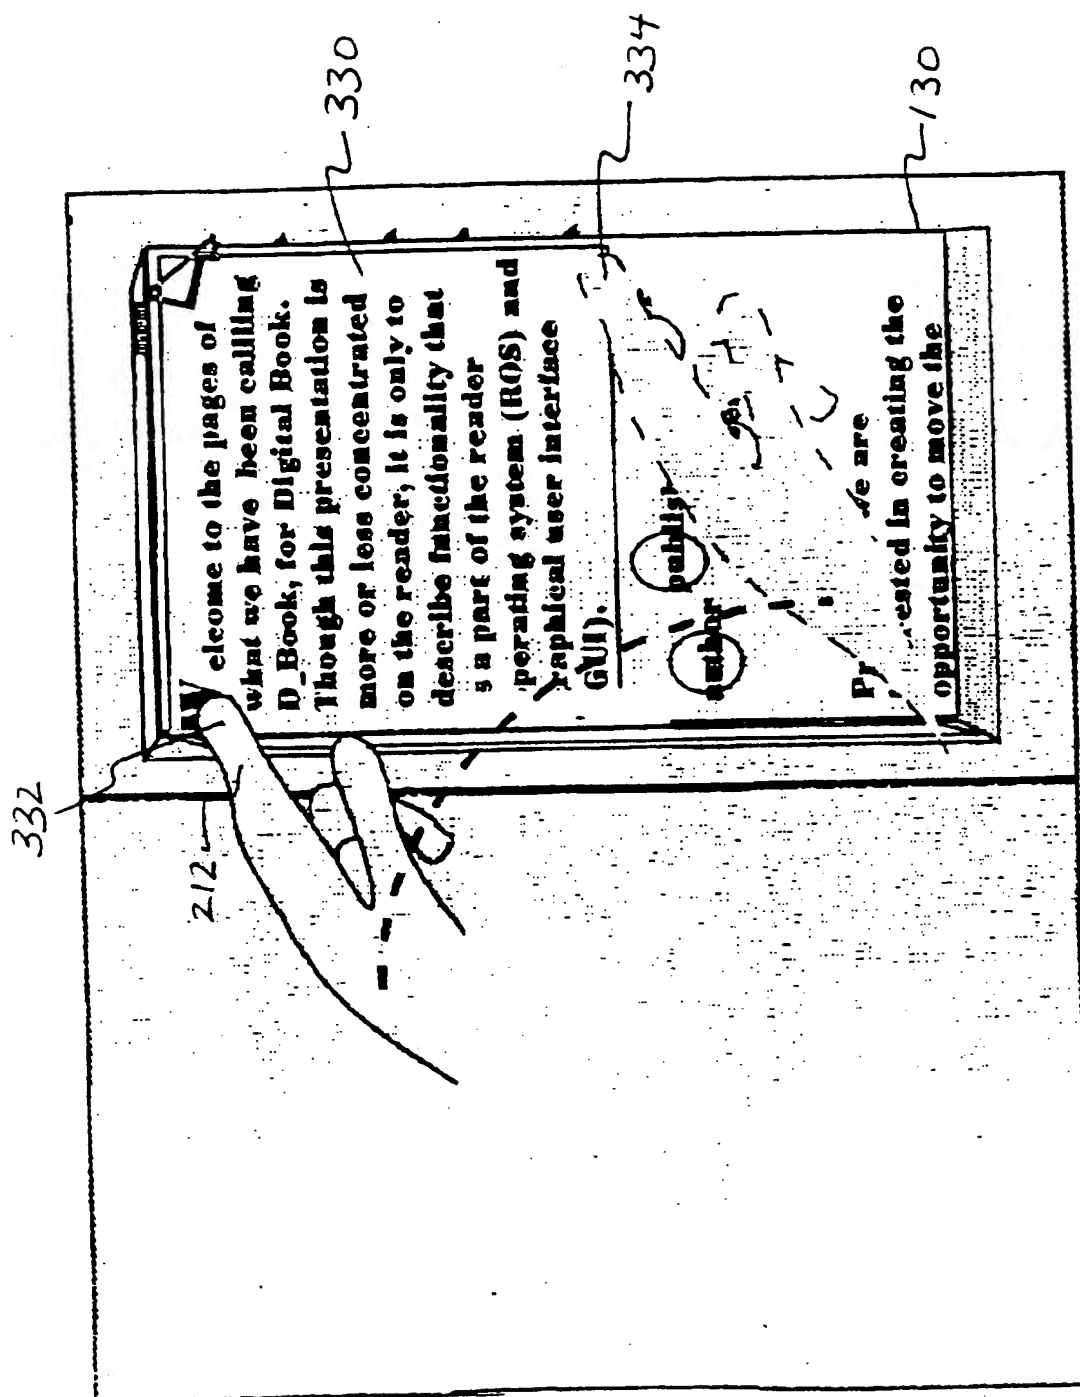 332
212
330
334
130
elcome to the pages of
what we have been callling
D_Book, for Digital Book.
Though this presentation is
more or less concentrated
on the reader, it is only to
describe functionality that
s a part of the reader
perating system (ROS) and
raphical user interface
GUI).
author publish
Pr
e are
ested in creating the
opportunity to move the